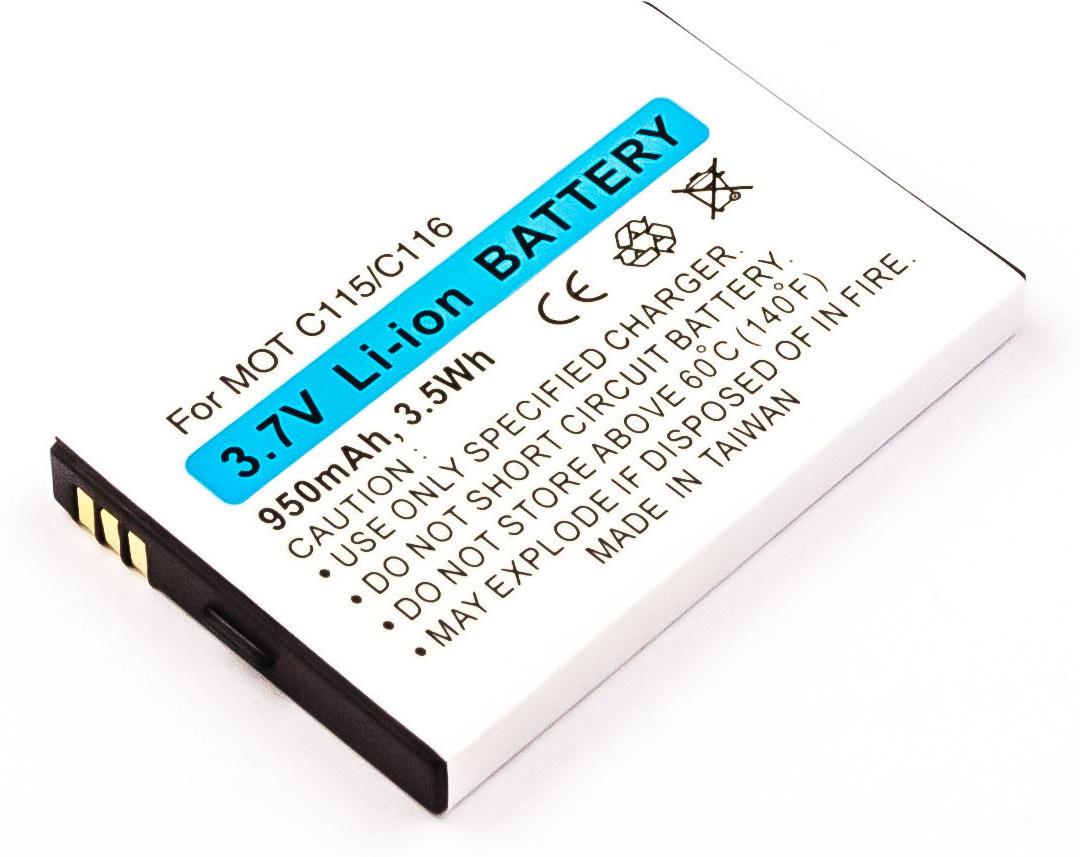 For MOT C115/C116
3.7V Li-ion BATTERY
950mAh, 3.5Wh
CE
CAUTION :
• USE ONLY SPECIFIED CHARGER.
• DO NOT SHORT CIRCUIT BATTERY.
• DO NOT STORE ABOVE 60°C (140°F)
• MAY EXPLODE IF DISPOSED OF IN FIRE.
MADE IN TAIWAN